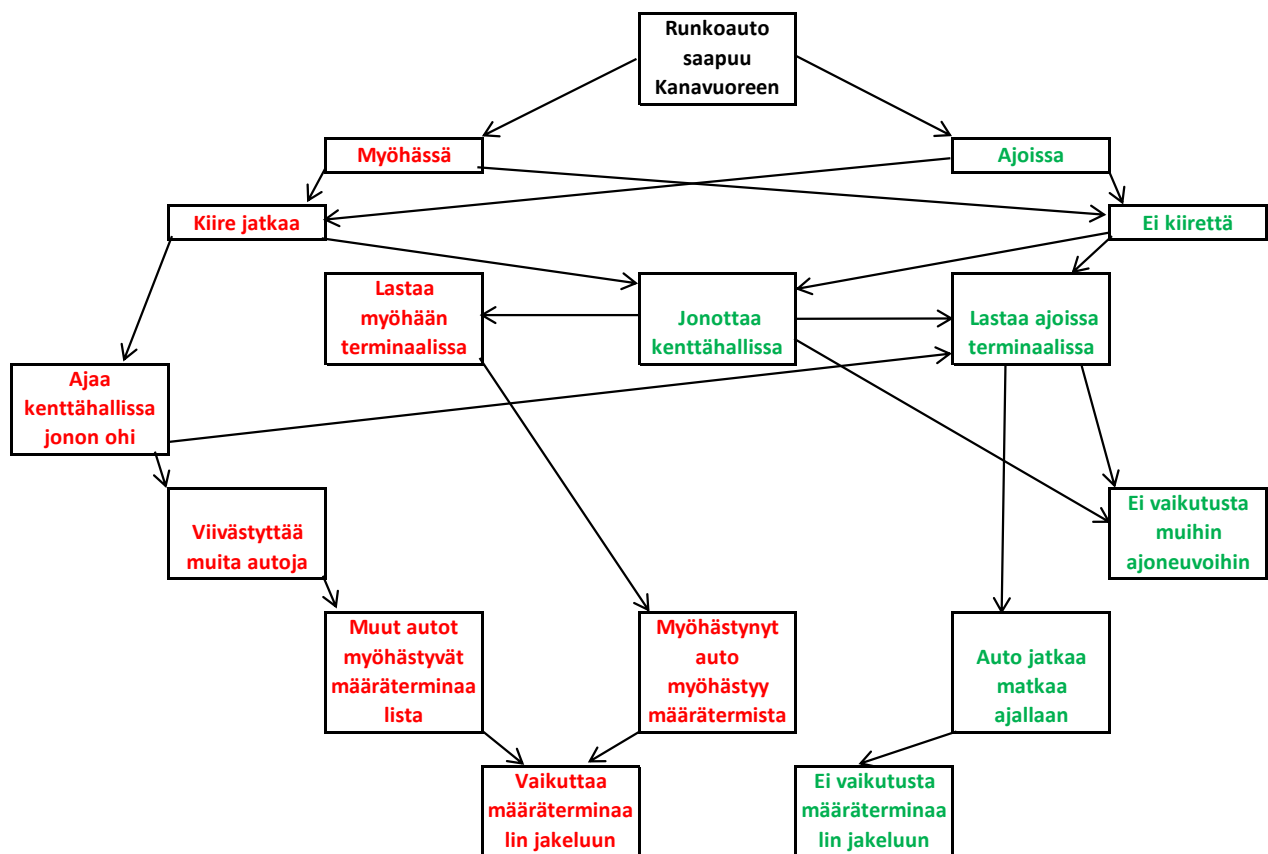 Runkoauto
saapuu
Kanavuoreen
Myöhässä
Ajoissa
Kiire jatkaa
Ei kiirettä
Lastaa
myöhään
terminaalissa
Jonottaa
kenttähallissa
Lastaa ajoissa
terminaalissa
Ajaa
kenttähallissa
jonon ohi
Viivästyttää
muita autoja
Ei vaikutusta
muihin
ajoneuvoihin
Muut autot
myöhästyvät
määräterminaa
lista
Myöhästynyt
auto
myöhästyy
määrätermista
Auto jatkaa
matkaa
ajallaan
Vaikuttaa
määräterminaa
lin jakeluun
Ei vaikutusta
määräterminaa
lin jakeluun